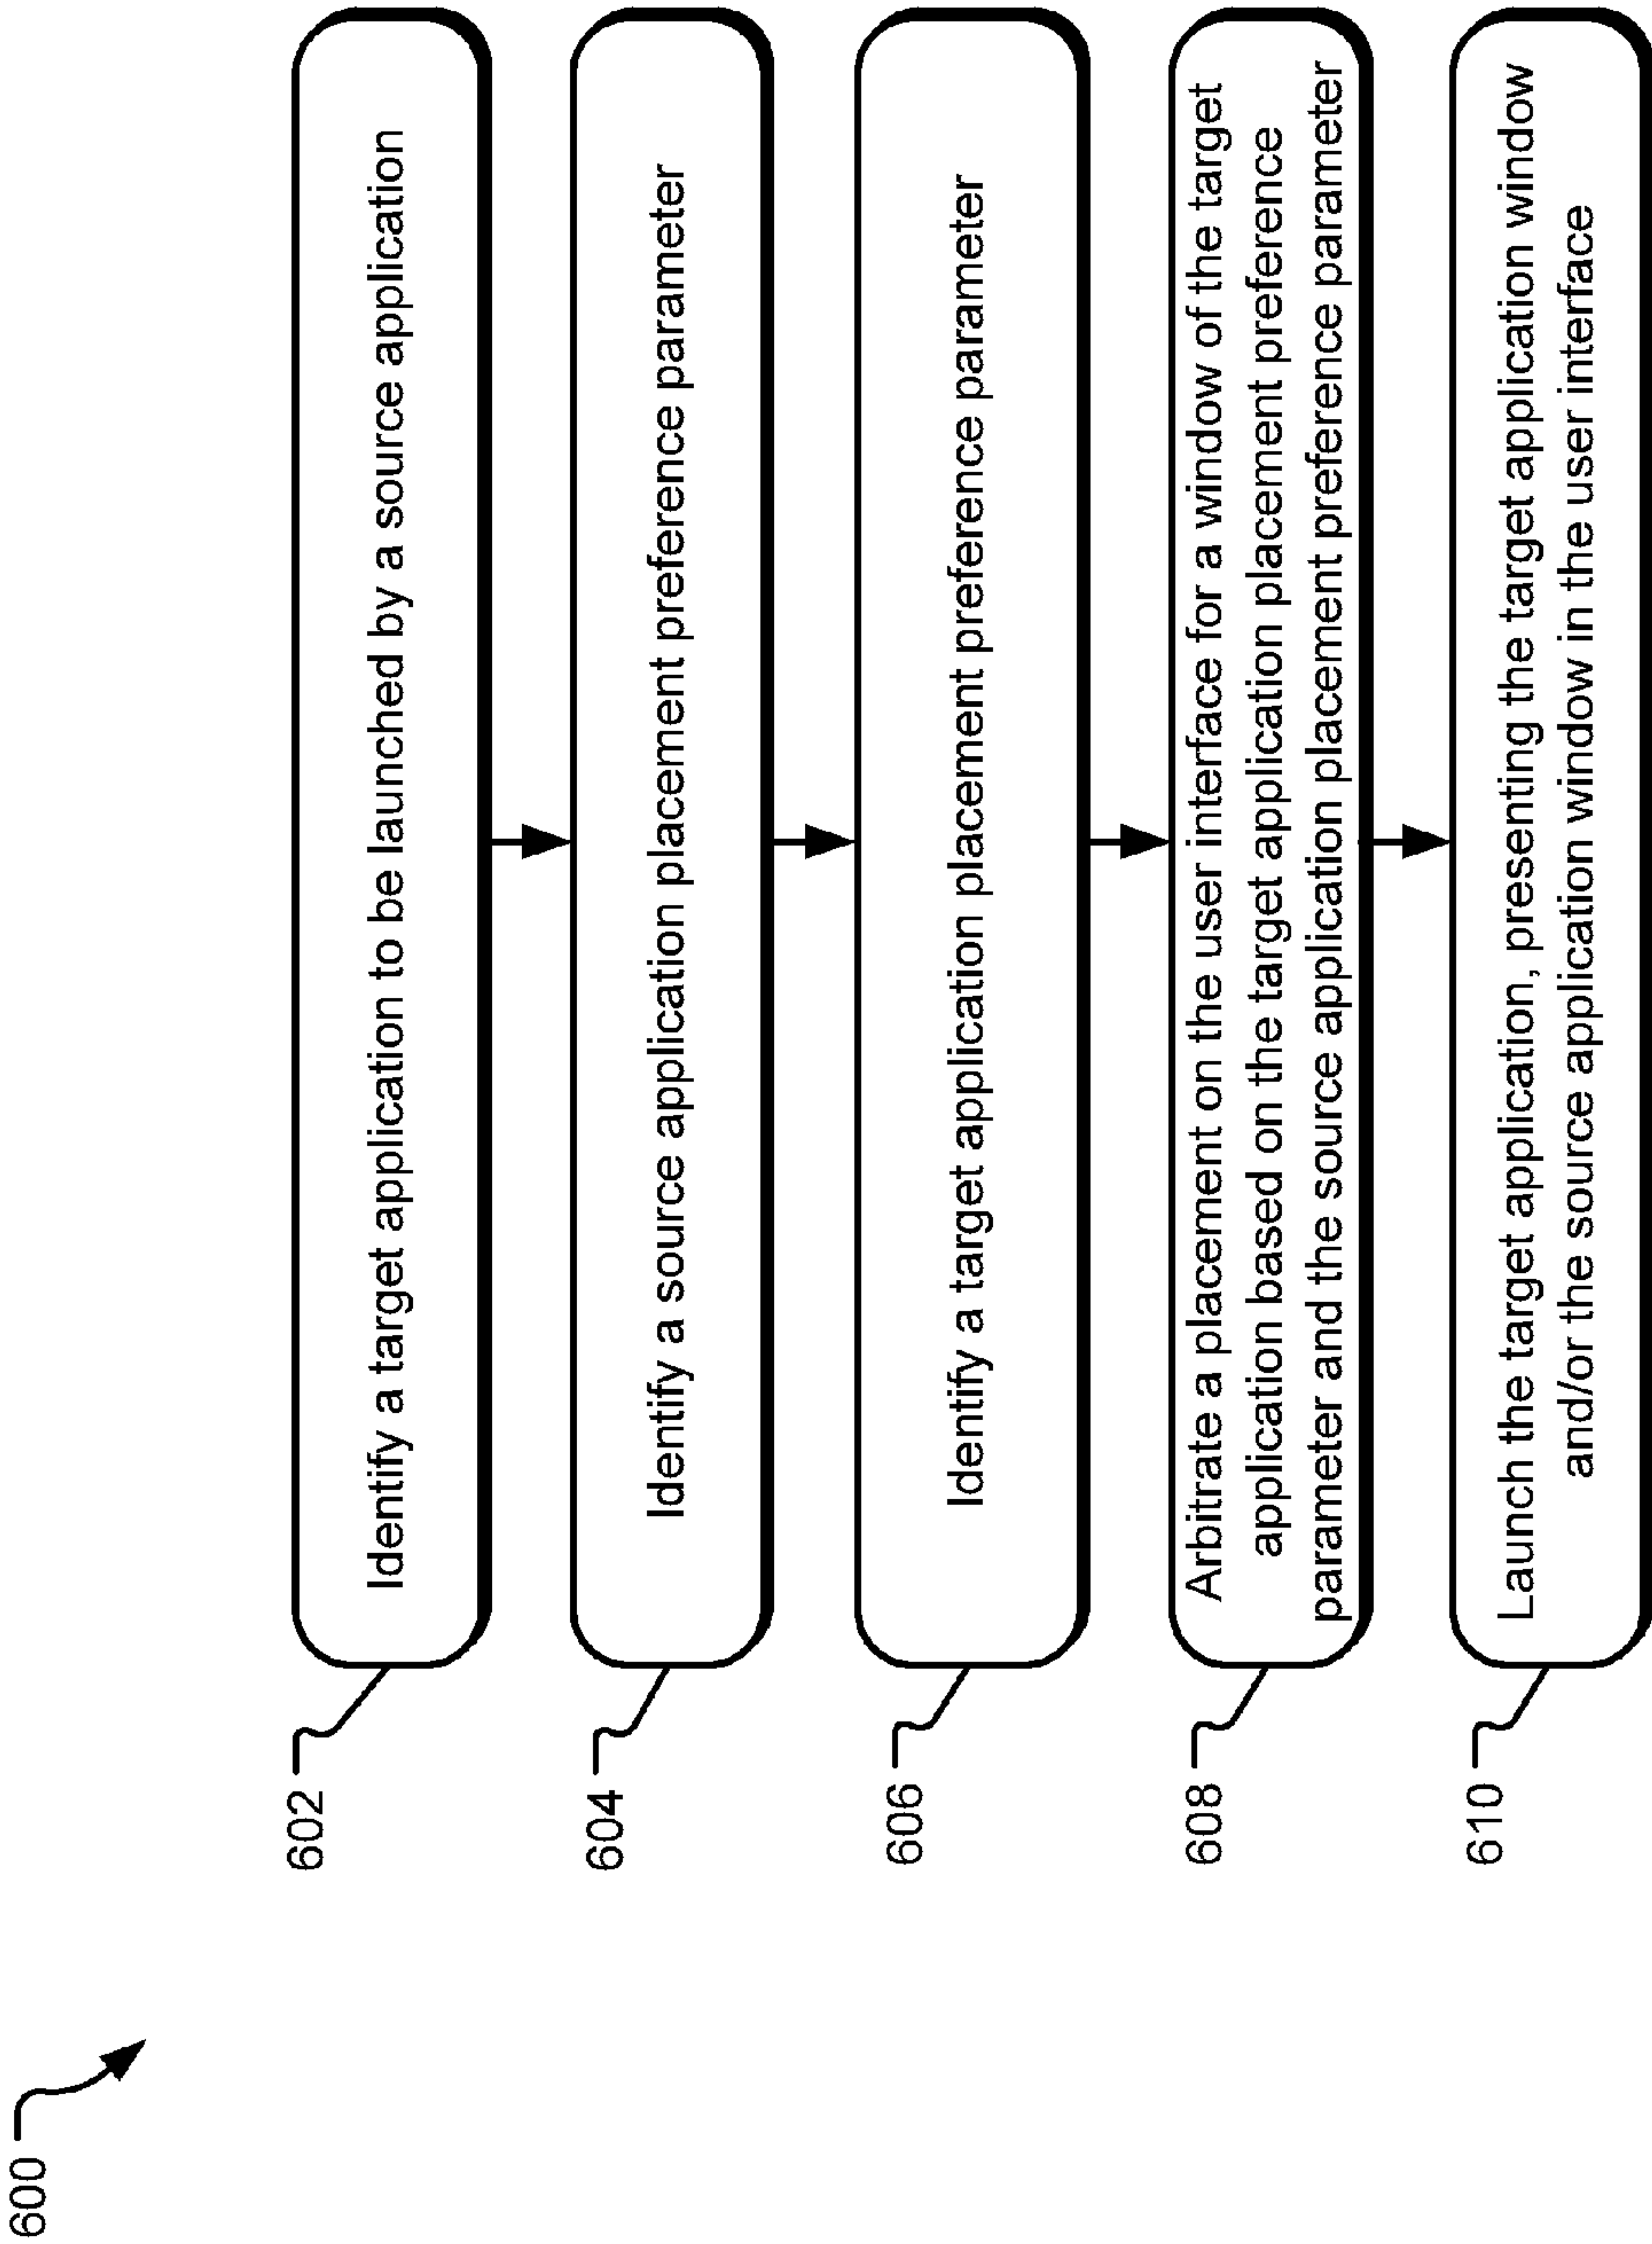 600
602
Identify a target application to be launched by a source application
604
Identify a source application placement preference parameter
606
Identify a target application placement preference parameter
608
Arbitrate a placement on the user interface for a window of the target
application based on the target application placement preference
parameter and the source application placement preference parameter
610
Launch the target application, presenting the target application window
and/or the source application window in the user interface